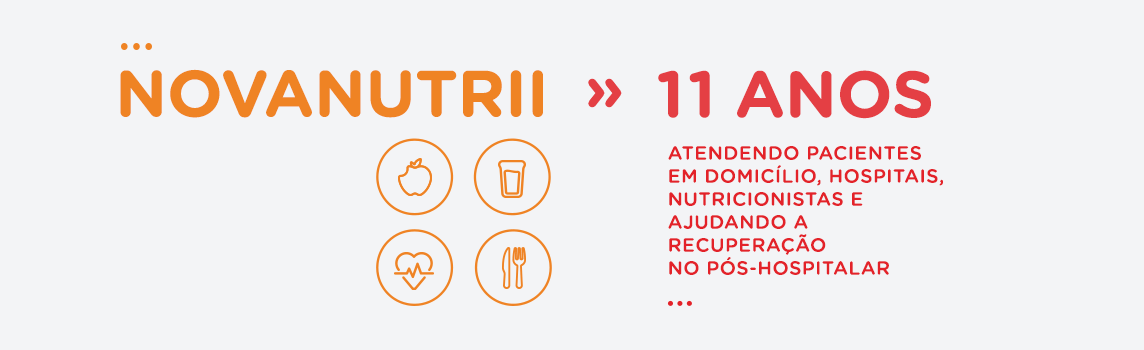 ...
NOVANUTRII » 11 ANOS
ATENDENDO PACIENTES
EM DOMICÍLIO, HOSPITAIS,
NUTRICIONISTAS E
AJUDANDO A
RECUPERAÇÃO
NO PÓS-HOSPITALAR
...